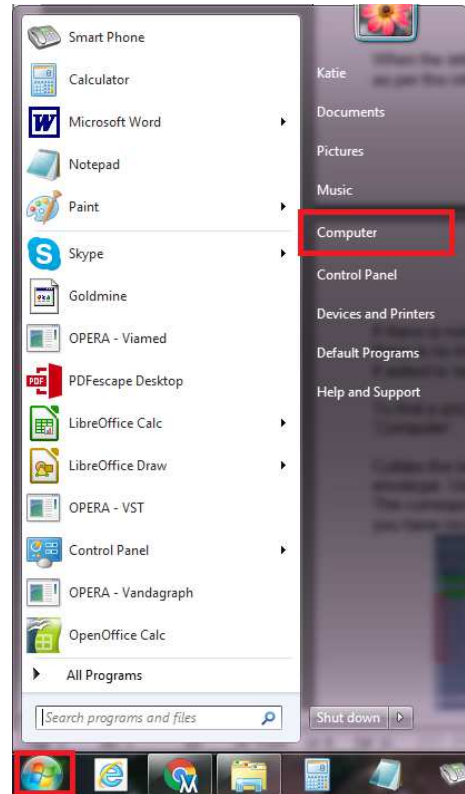 Smart Phone
Calculator
Microsoft Word
Notepad
Paint
Skype
Goldmine
OPERA - Viamed
PDFescape Desktop
LibreOffice Calc
LibreOffice Draw
OPERA - VST
Control Panel
OPERA - Vandagraph
OpenOffice Calc
All Programs
Search programs and files
Katie
Documents
Pictures
Music
Computer
Control Panel
Devices and Printers
Default Programs
Help and Support
Shut down